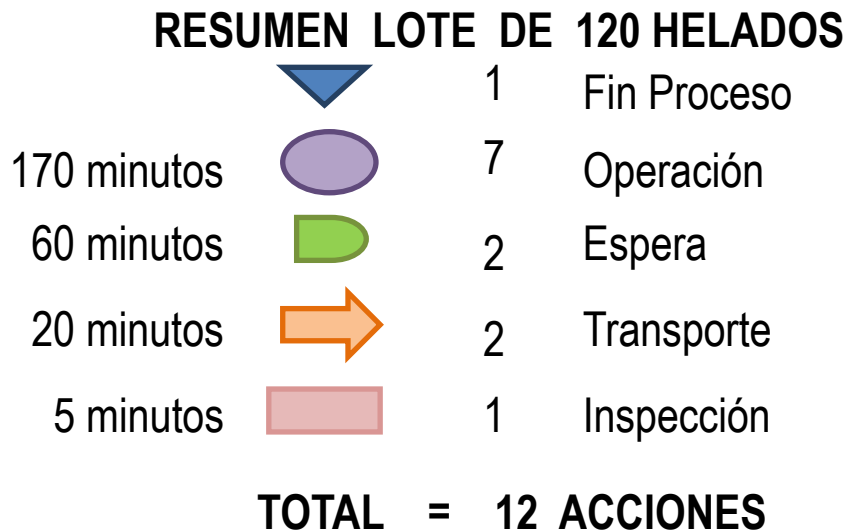 RESUMEN LOTE DE 120 HELADOS
1 Fin Proceso
170 minutos 7 Operación
60 minutos 2 Espera
20 minutos 2 Transporte
5 minutos 1 Inspección
TOTAL = 12 ACCIONES